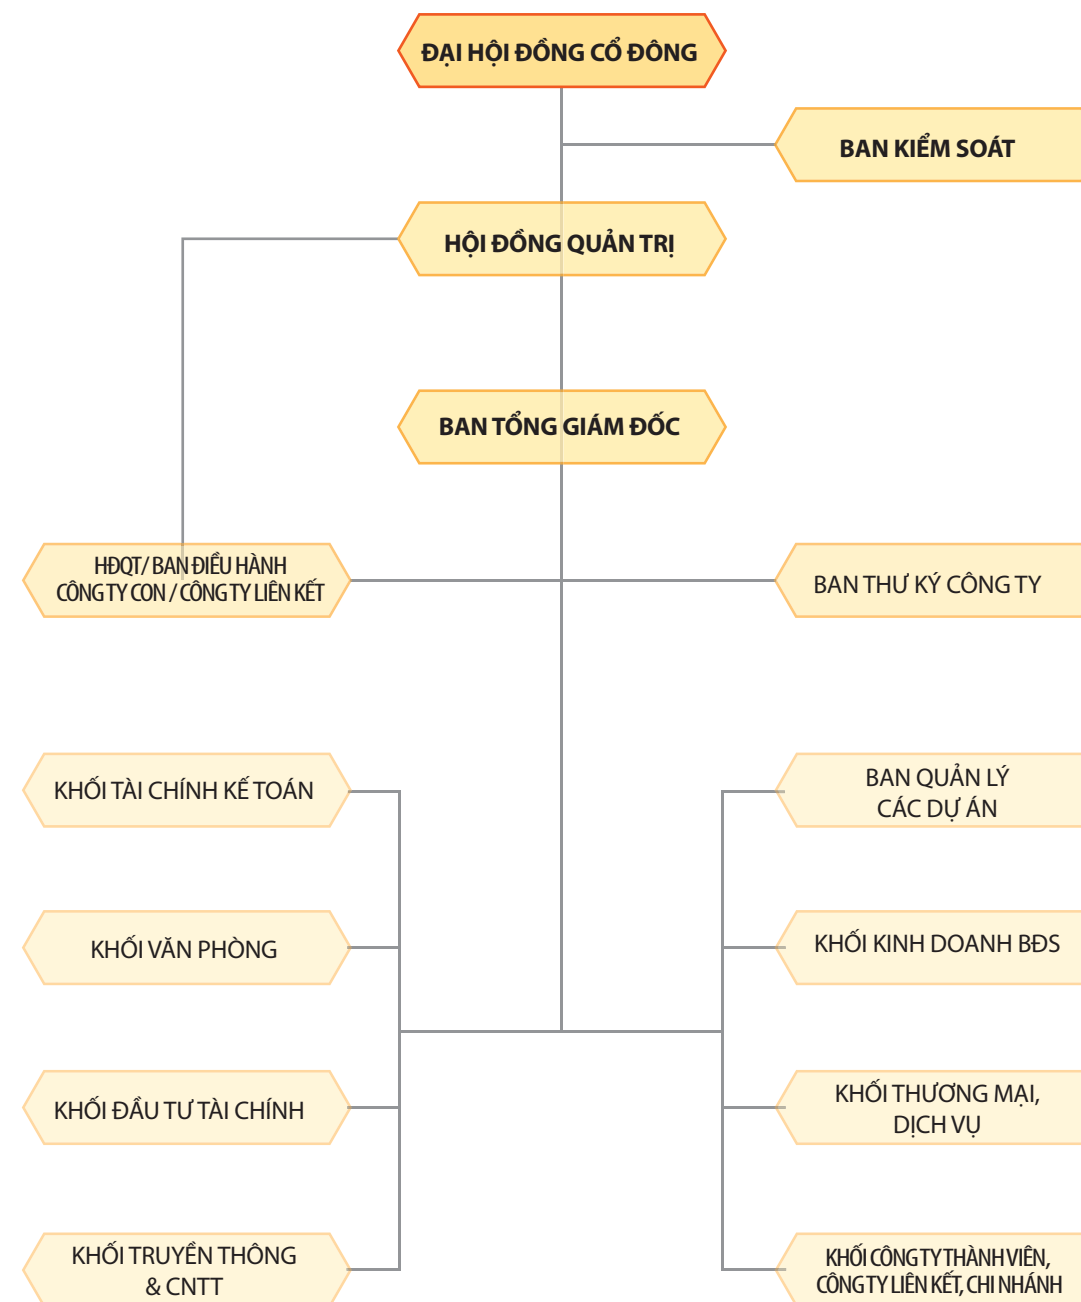 ĐẠI HỘI ĐỒNG CỔ ĐÔNG
BAN KIỂM SOÁT
HỘI ĐỒNG QUẢN TRỊ
BAN TỔNG GIÁM ĐỐC
HĐQT/ BAN ĐIỀU HÀNH
CÔNG TY CON / CÔNG TY LIÊN KẾT
BAN THƯ KÝ CÔNG TY
KHỐI TÀI CHÍNH KẾ TOÁN
BAN QUẢN LÝ
CÁC DỰ ÁN
KHỐI VĂN PHÒNG
KHỐI KINH DOANH BĐS
KHỐI ĐẦU TƯ TÀI CHÍNH
KHỐI THƯƠNG MẠI,
DỊCH VỤ
KHỐI TRUYỀN THÔNG
& CNTT
KHỐI CÔNG TY THÀNH VIÊN,
CÔNG TY LIÊN KẾT, CHI NHÁNH